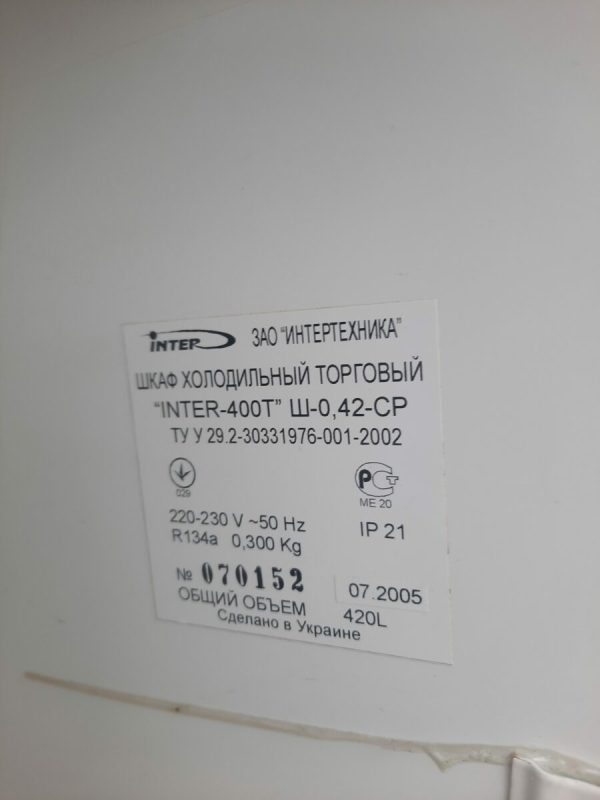 INTER ЗАО "ИНТЕРТЕХНИКА"
ШКАФ ХОЛОДИЛЬНЫЙ ТОРГОВЫЙ
"INTER-400T" Ш-0,42-СР
ТУ У 29.2-30331976-001-2002
029
РСТ
ME 20
220-230 V ~50 Hz
IP 21
R134a 0,300 Kg
№ 070152
07.2005
ОБЩИЙ ОБЪЕМ 420L
Сделано в Украине